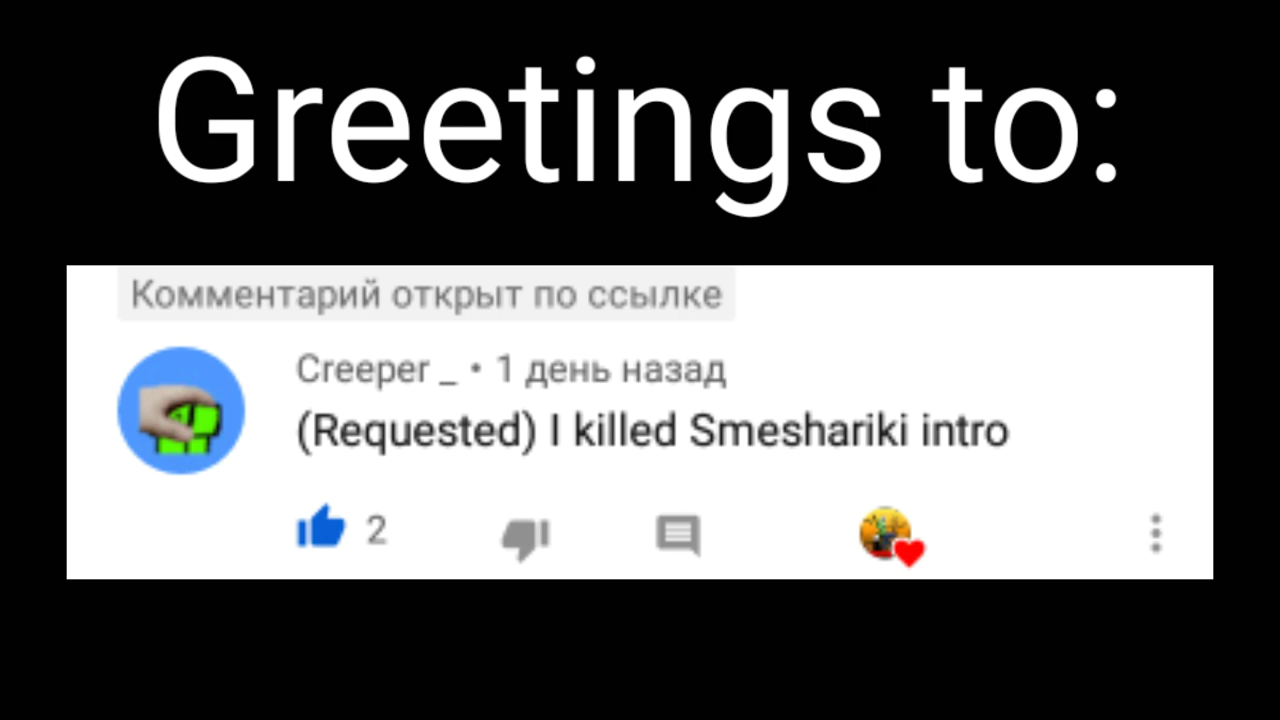 Greetings to:
Комментарий открыт по ссылке
Creeper _ • 1 день назад
(Requested) I killed Smeshariki intro
2